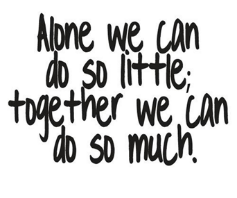 Alone we can
do so little;
together we can
do so much.